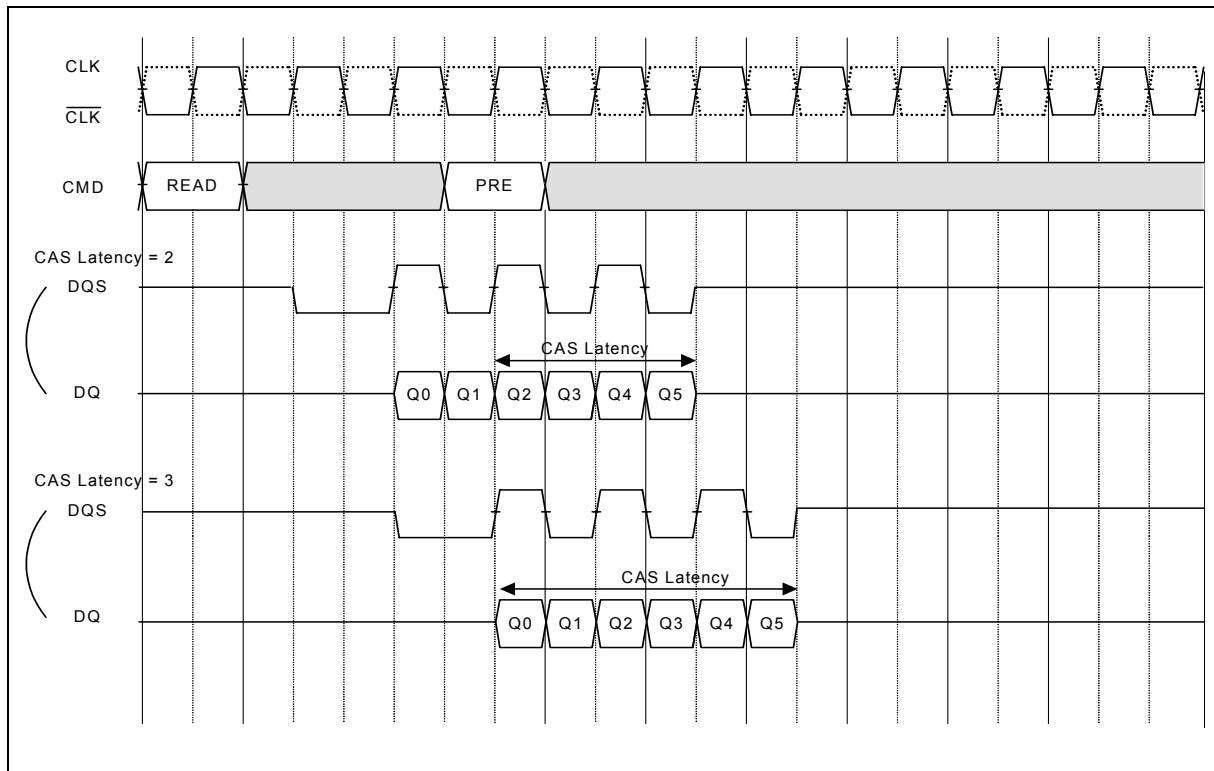 CLK
CLK
CMD READ PRE
CAS Latency = 2
DQS
CAS Latency
DQ Q0 Q1 Q2 Q3 Q4 Q5
CAS Latency = 3
DQS
CAS Latency
DQ Q0 Q1 Q2 Q3 Q4 Q5